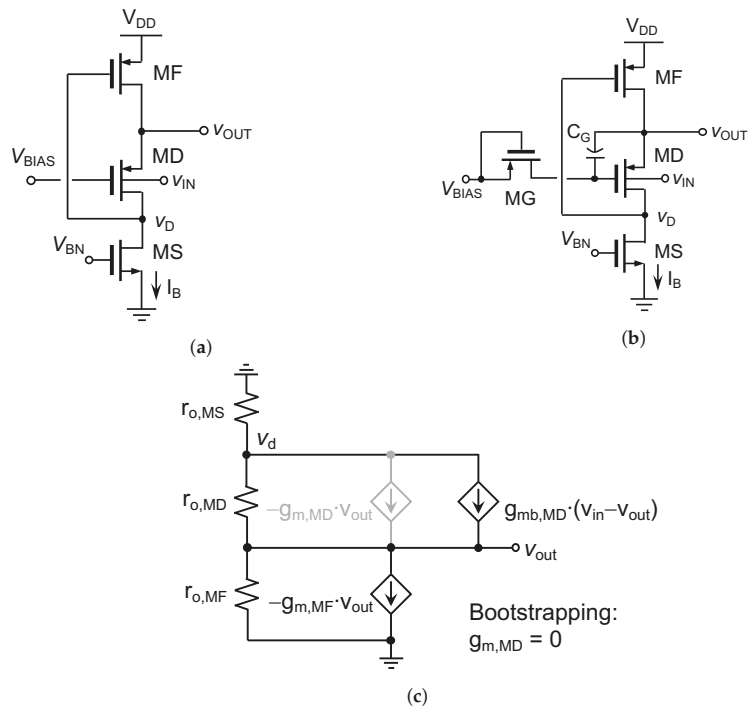 V_DD
MF
v_OUT
MD
V_BIAS
v_IN
v_D
V_BN
MS
I_B
(a)
V_DD
MF
C_G
v_OUT
MD
V_BIAS
MG
v_IN
v_D
V_BN
MS
I_B
(b)
r_o,MS
v_d
r_o,MD
−g_m,MD·v_out
g_mb,MD·(v_in−v_out)
v_out
r_o,MF
−g_m,MF·v_out
Bootstrapping:
g_m,MD = 0
(c)